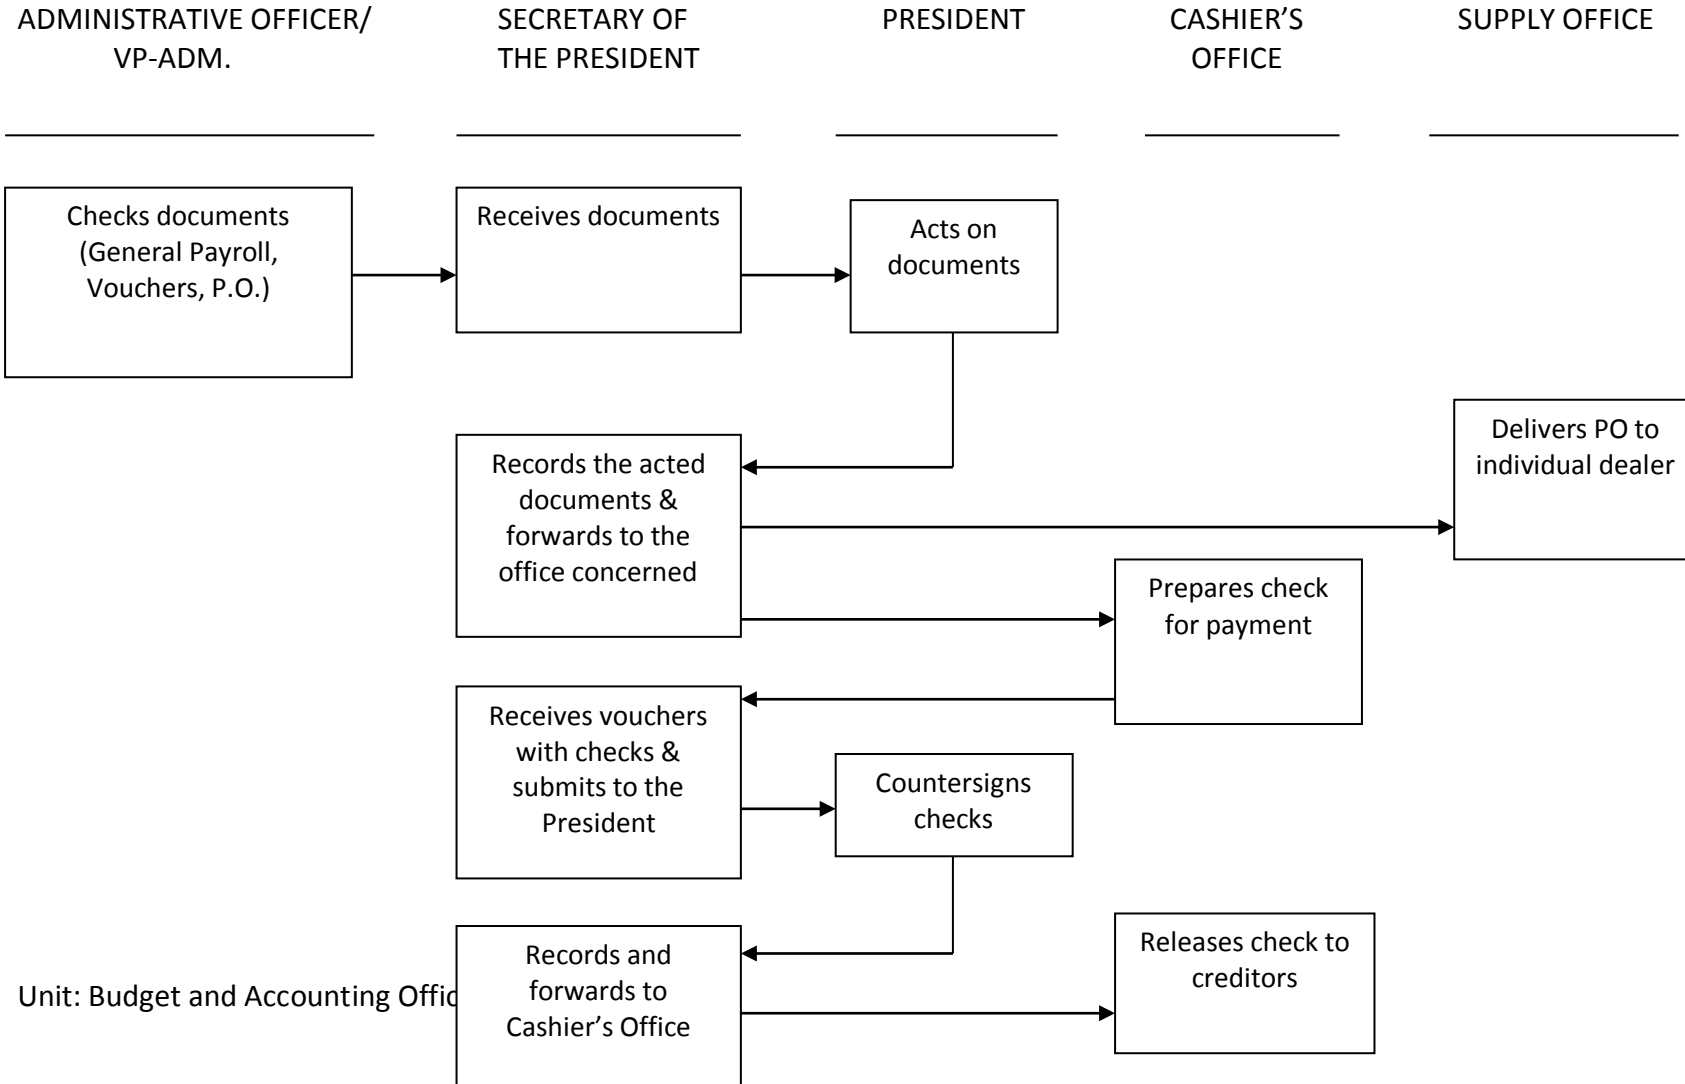 ADMINISTRATIVE OFFICER/
VP-ADM.
SECRETARY OF
THE PRESIDENT
PRESIDENT
CASHIER’S
OFFICE
SUPPLY OFFICE
Checks documents
(General Payroll,
Vouchers, P.O.)
Receives documents
Acts on
documents
Records the acted
documents &
forwards to the
office concerned
Delivers PO to
individual dealer
Prepares check
for payment
Receives vouchers
with checks &
submits to the
President
Countersigns
checks
Records and
forwards to
Cashier’s Office
Releases check to
creditors
Unit: Budget and Accounting Offic